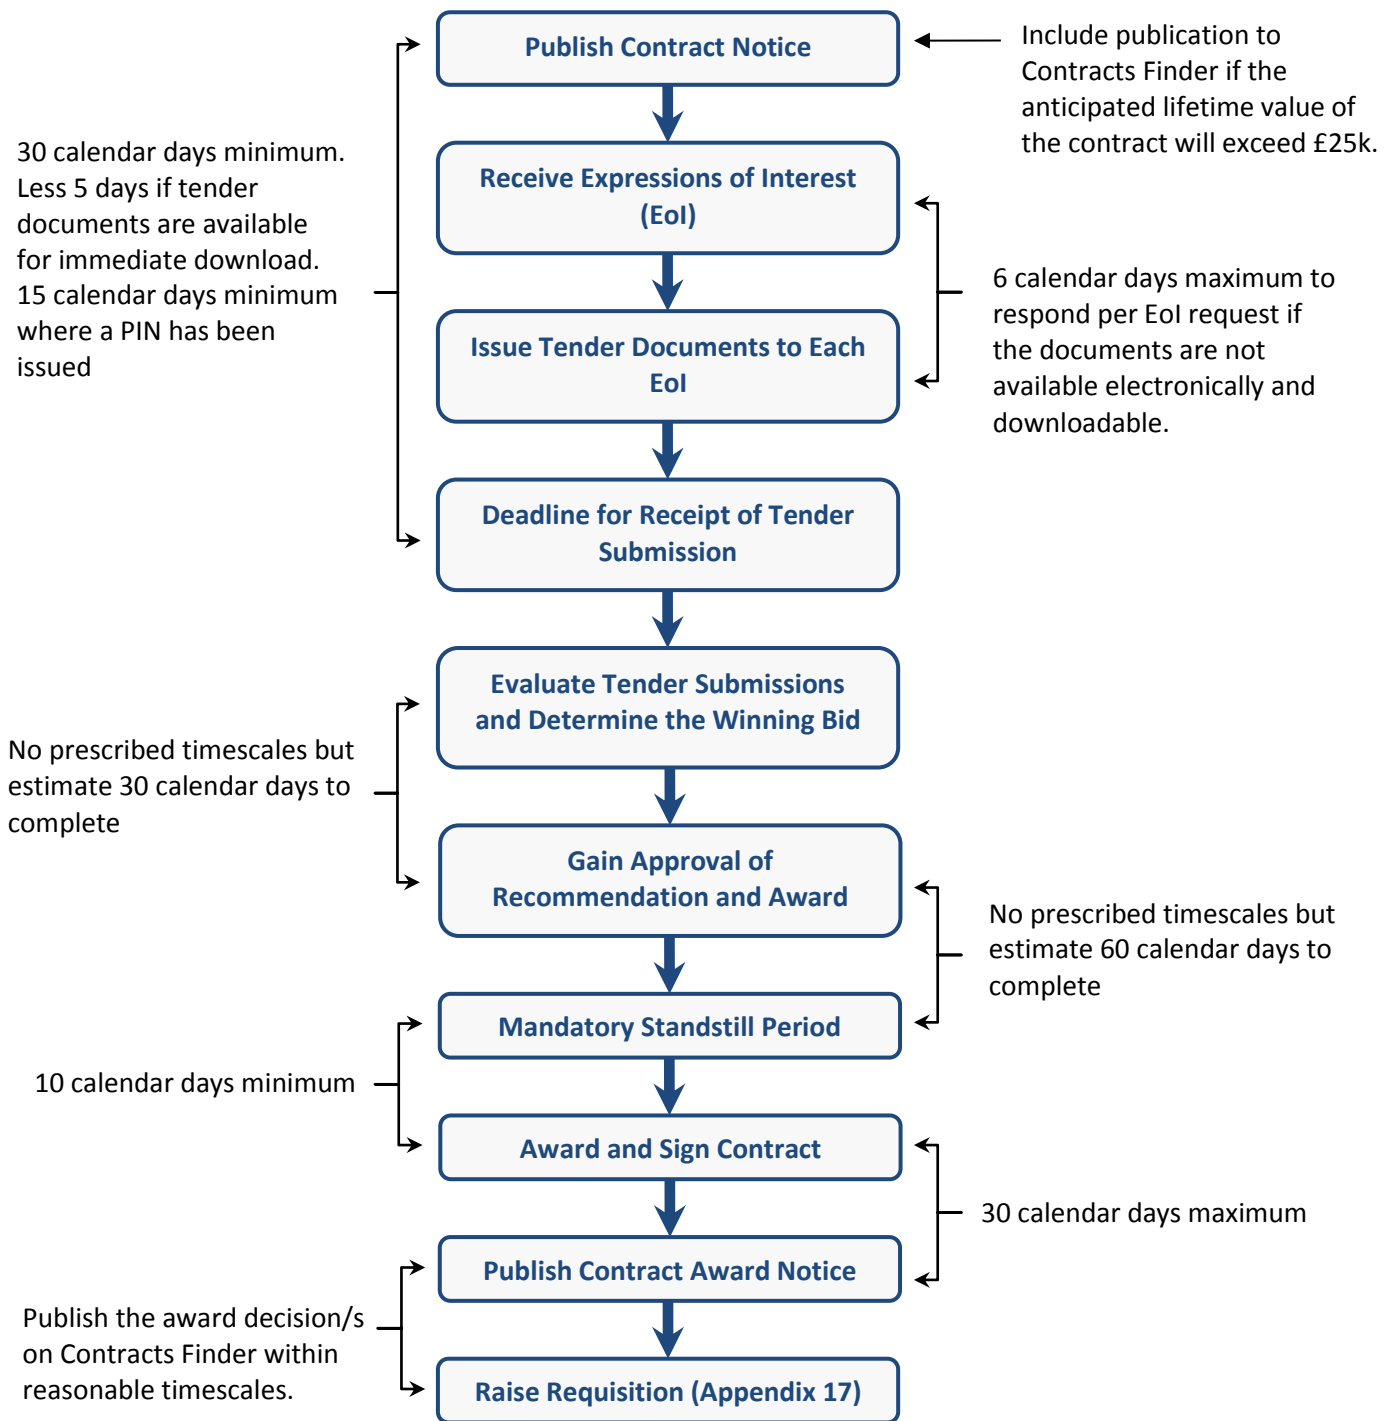 Publish Contract Notice
Include publication to
Contracts Finder if the
anticipated lifetime value of
the contract will exceed £25k.
30 calendar days minimum.
Less 5 days if tender
documents are available
for immediate download.
15 calendar days minimum
where a PIN has been
issued
Receive Expressions of Interest
(EoI)
6 calendar days maximum to
respond per EoI request if
the documents are not
available electronically and
downloadable.
Issue Tender Documents to Each
EoI
Deadline for Receipt of Tender
Submission
Evaluate Tender Submissions
and Determine the Winning Bid
No prescribed timescales but
estimate 30 calendar days to
complete
Gain Approval of
Recommendation and Award
No prescribed timescales but
estimate 60 calendar days to
complete
Mandatory Standstill Period
10 calendar days minimum
Award and Sign Contract
30 calendar days maximum
Publish Contract Award Notice
Publish the award decision/s
on Contracts Finder within
reasonable timescales.
Raise Requisition (Appendix 17)